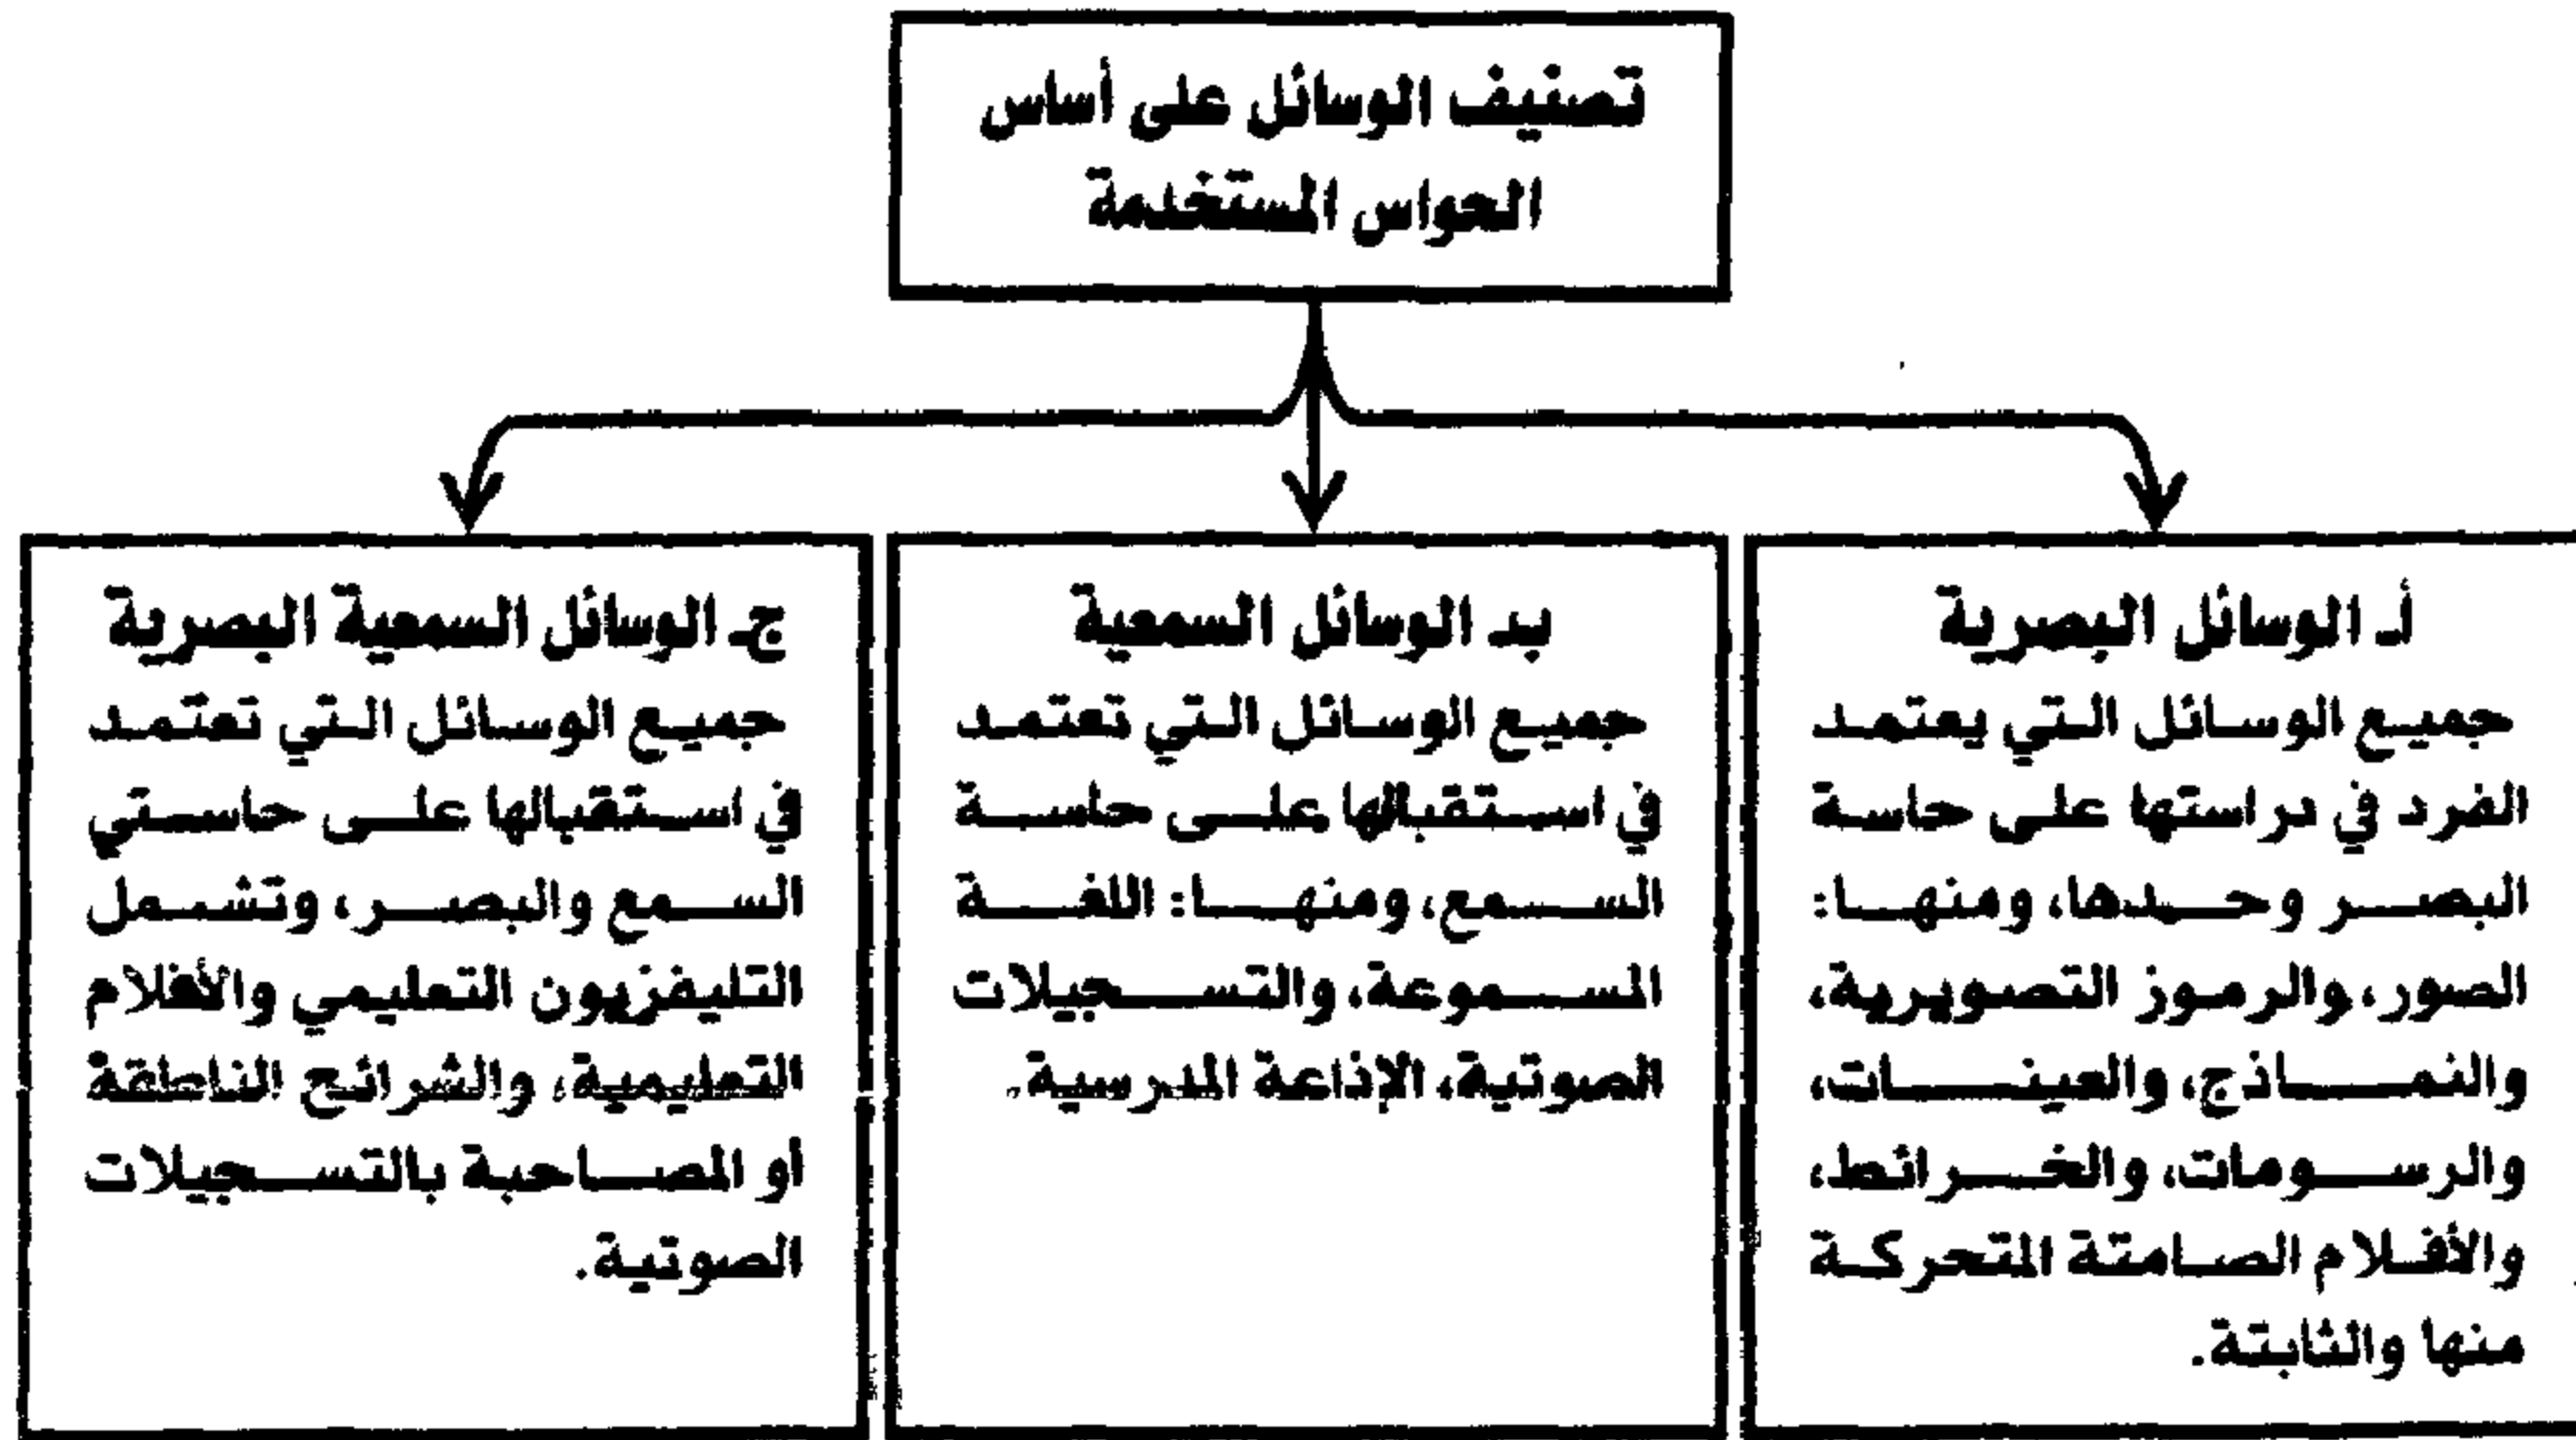 تصنيف الوسائل على أساس
الحواس المستخدمة
أـ الوسائل البصرية
جميع الوسائل التي يعتمد
الفرد في دراستها على حاسة
البصر وحدها، ومنها:
الصور، والرموز التصويرية،
والنماذج، والعينات،
والرسومات، والخرائط،
والأفلام الصامتة المتحركة
منها والثابتة.
بـ الوسائل السمعية
جميع الوسائل التي تعتمد
في استقبالها على حاسة
السمع، ومنها: اللغة
المسموعة، والتسجيلات
الصوتية، الإذاعة المدرسية.
جـ الوسائل السمعية البصرية
جميع الوسائل التي تعتمد
في استقبالها على حاستي
السمع والبصر، وتشمل
التليفزيون التعليمي والأفلام
التعليمية، والشرائح الناطقة
أو المصاحبة بالتسجيلات
الصوتية.